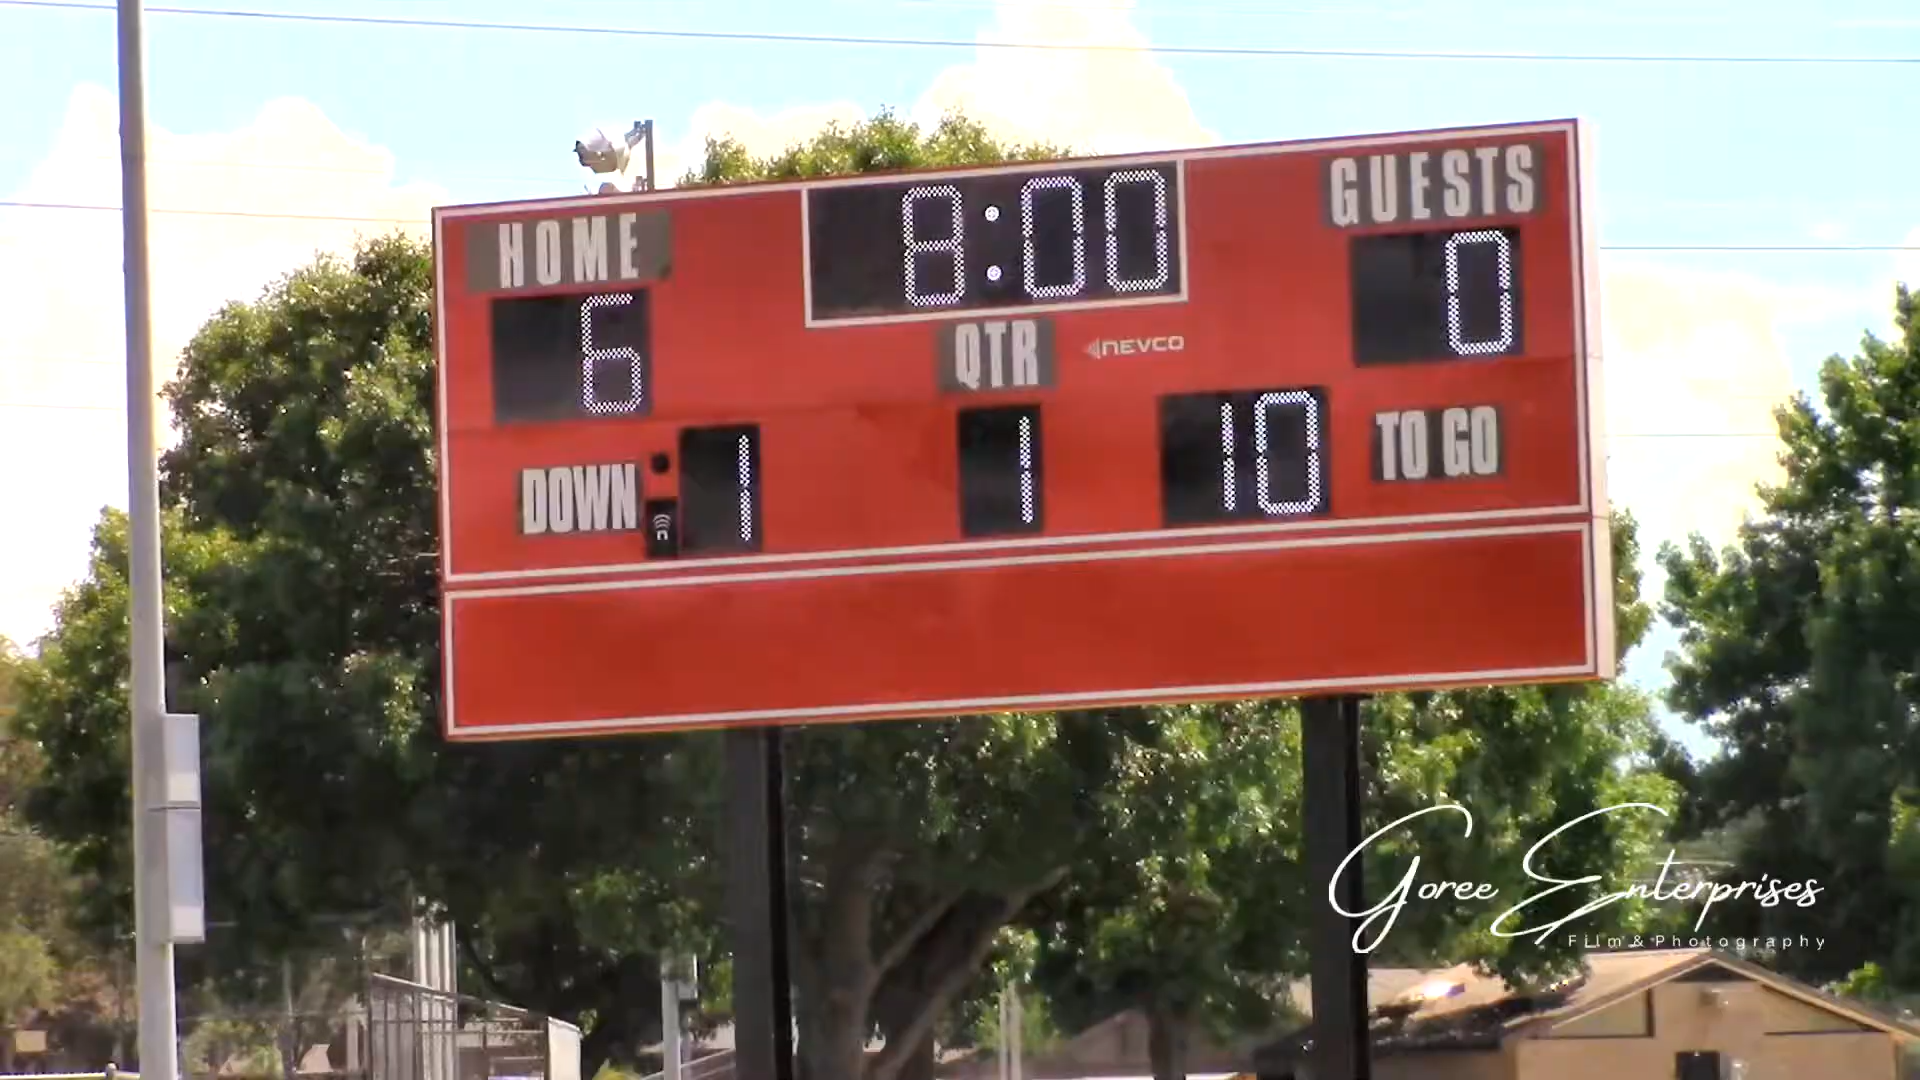 HOME
8:00
GUESTS
6
QTR
NEVCO
0
DOWN
1
1
10
TO GO
n
Goree Enterprises
Film & Photography